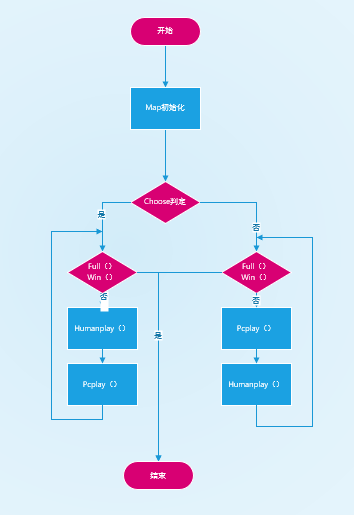 开始
Map初始化
Choose判定
是
否
Full（）
Win（）
Full（）
Win（）
否
否
Humanplay（）
Pcplay（）
是
Pcplay（）
Humanplay（）
结束